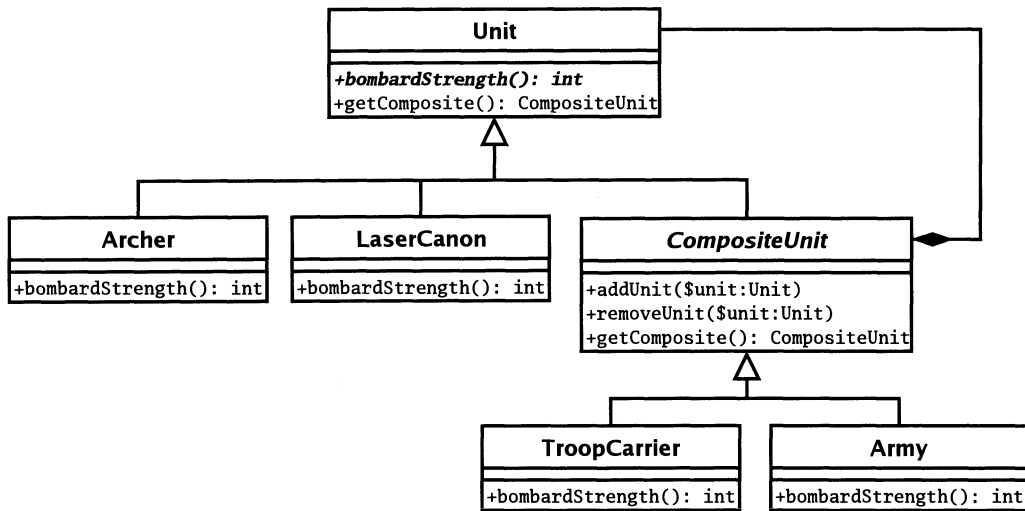 Unit
+bombardStrength(): int
+getComposite(): CompositeUnit
Archer
+bombardStrength(): int
LaserCanon
+bombardStrength(): int
CompositeUnit
+addUnit($unit:Unit)
+removeUnit($unit:Unit)
+getComposite(): CompositeUnit
TroopCarrier
+bombardStrength(): int
Army
+bombardStrength(): int